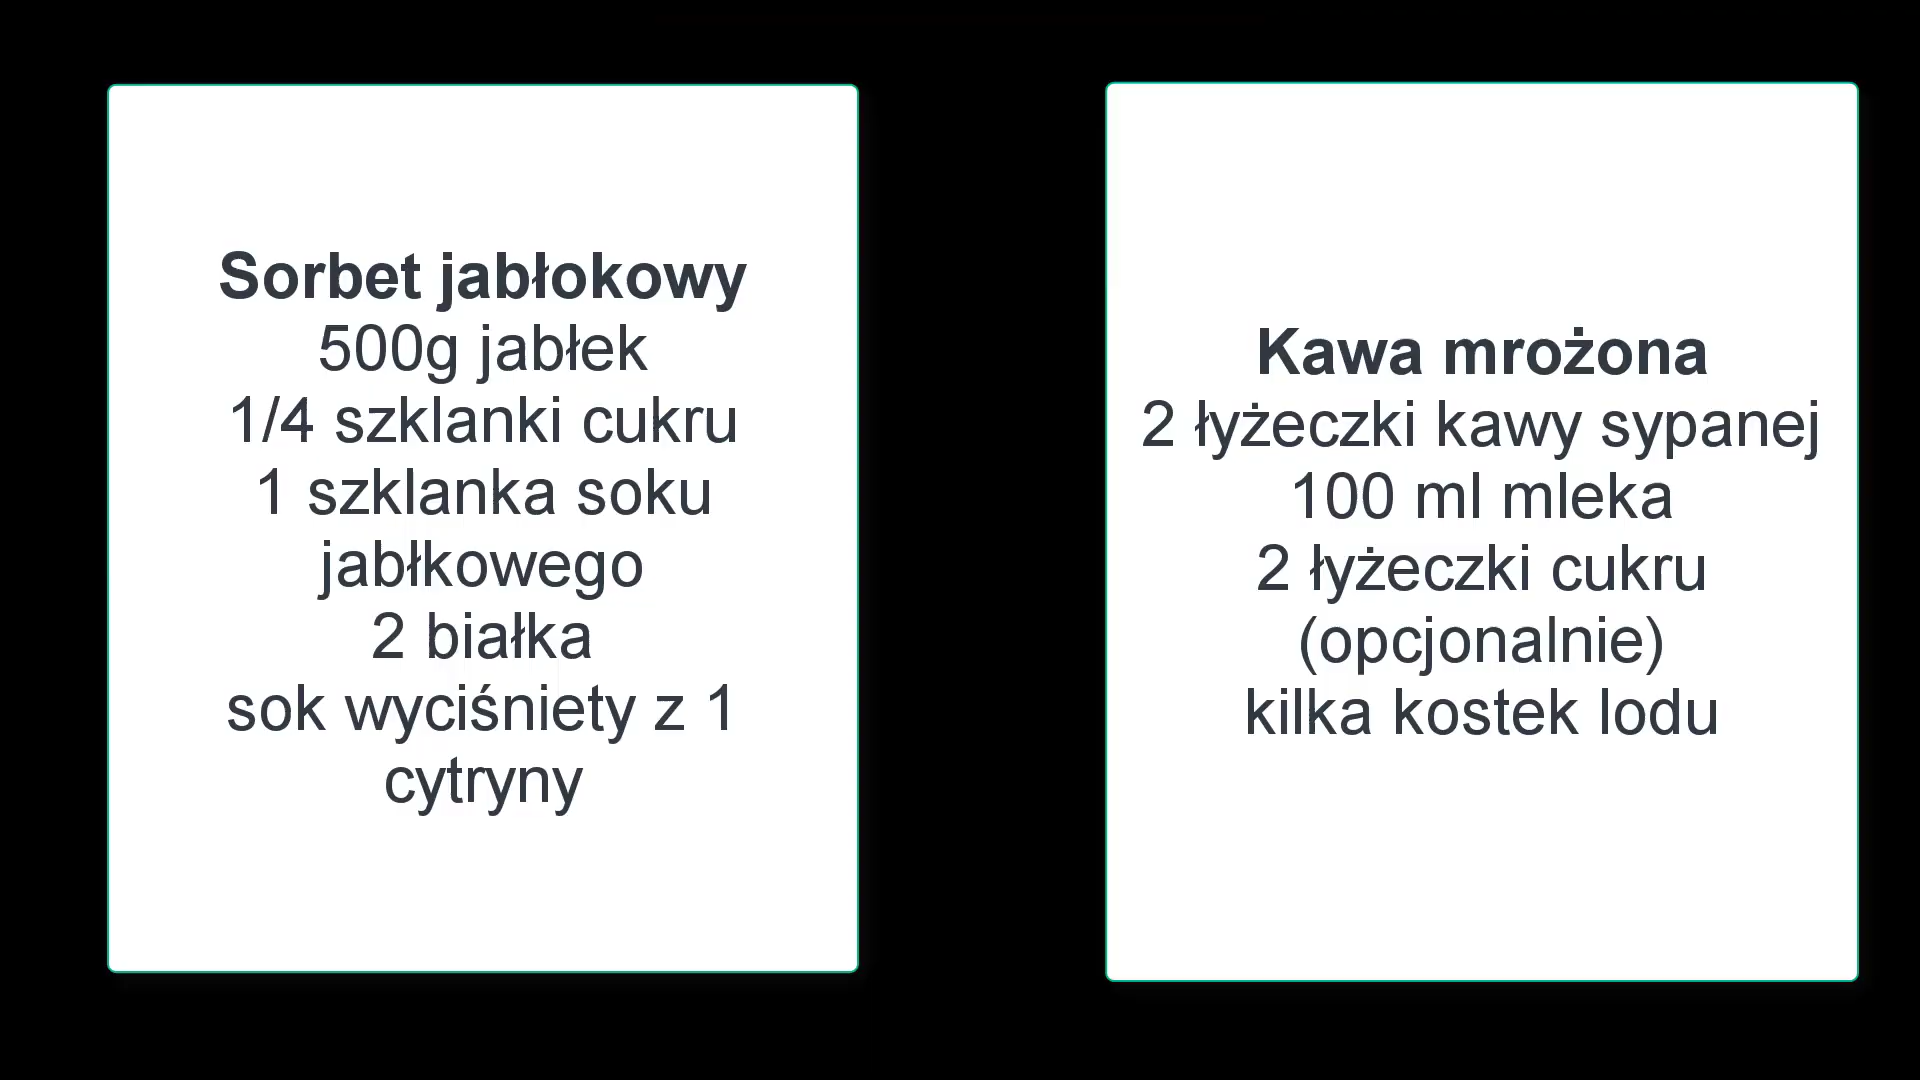 Sorbet jabłokowy
500g jabłek
1/4 szklanki cukru
1 szklanka soku
jabłkowego
2 białka
sok wyciśniety z 1
cytryny
Kawa mrożona
2 łyżeczki kawy sypanej
100 ml mleka
2 łyżeczki cukru
(opcjonalnie)
kilka kostek lodu